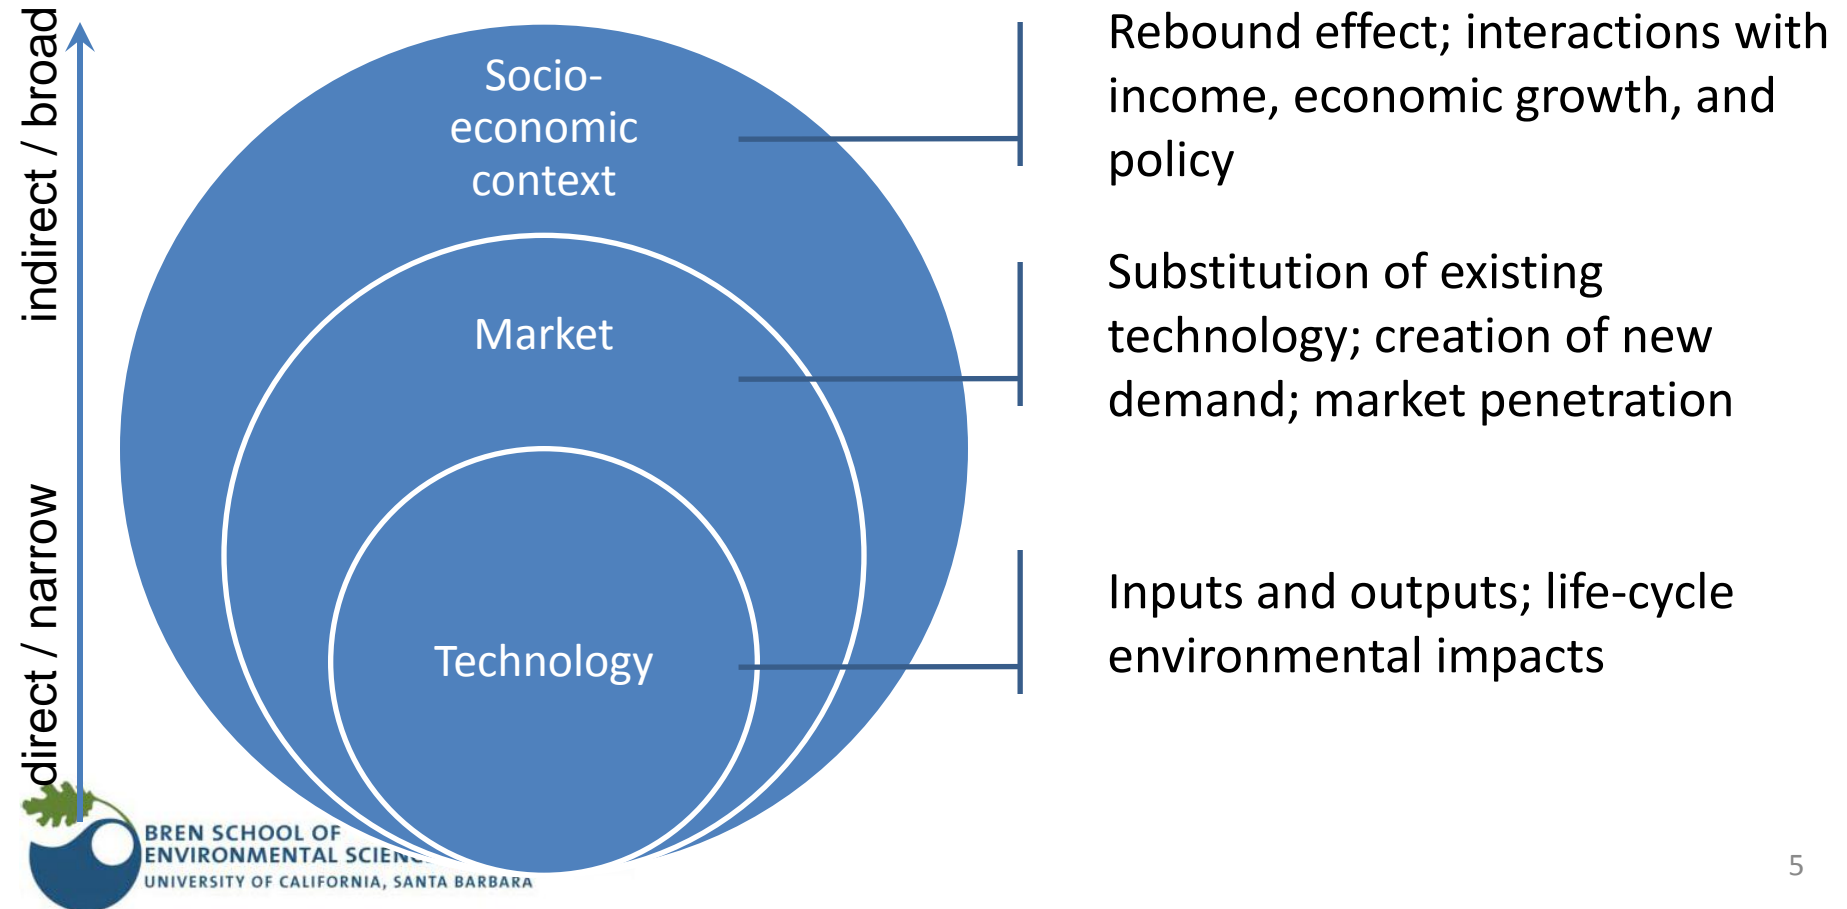 indirect / broad
direct / narrow
Socio-
economic
context
Market
Technology
Rebound effect; interactions with
income, economic growth, and
policy
Substitution of existing
technology; creation of new
demand; market penetration
Inputs and outputs; life-cycle
environmental impacts
BREN SCHOOL OF
ENVIRONMENTAL
UNIVERSITY OF CALIFORNIA, SANTA BARBARA
5